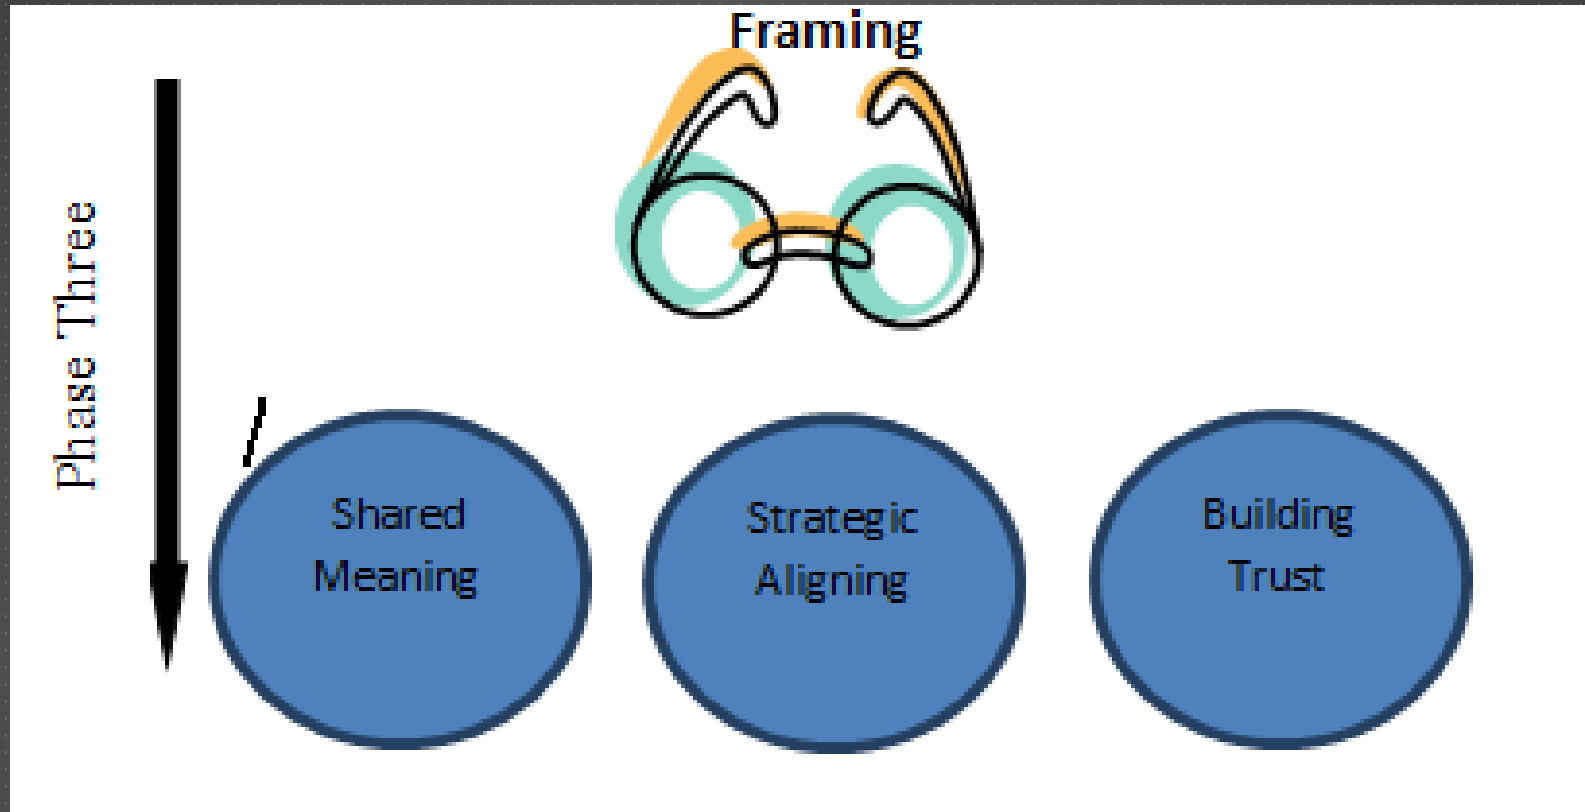 Framing
Phase Three
Shared
Meaning
Strategic
Aligning
Building
Trust